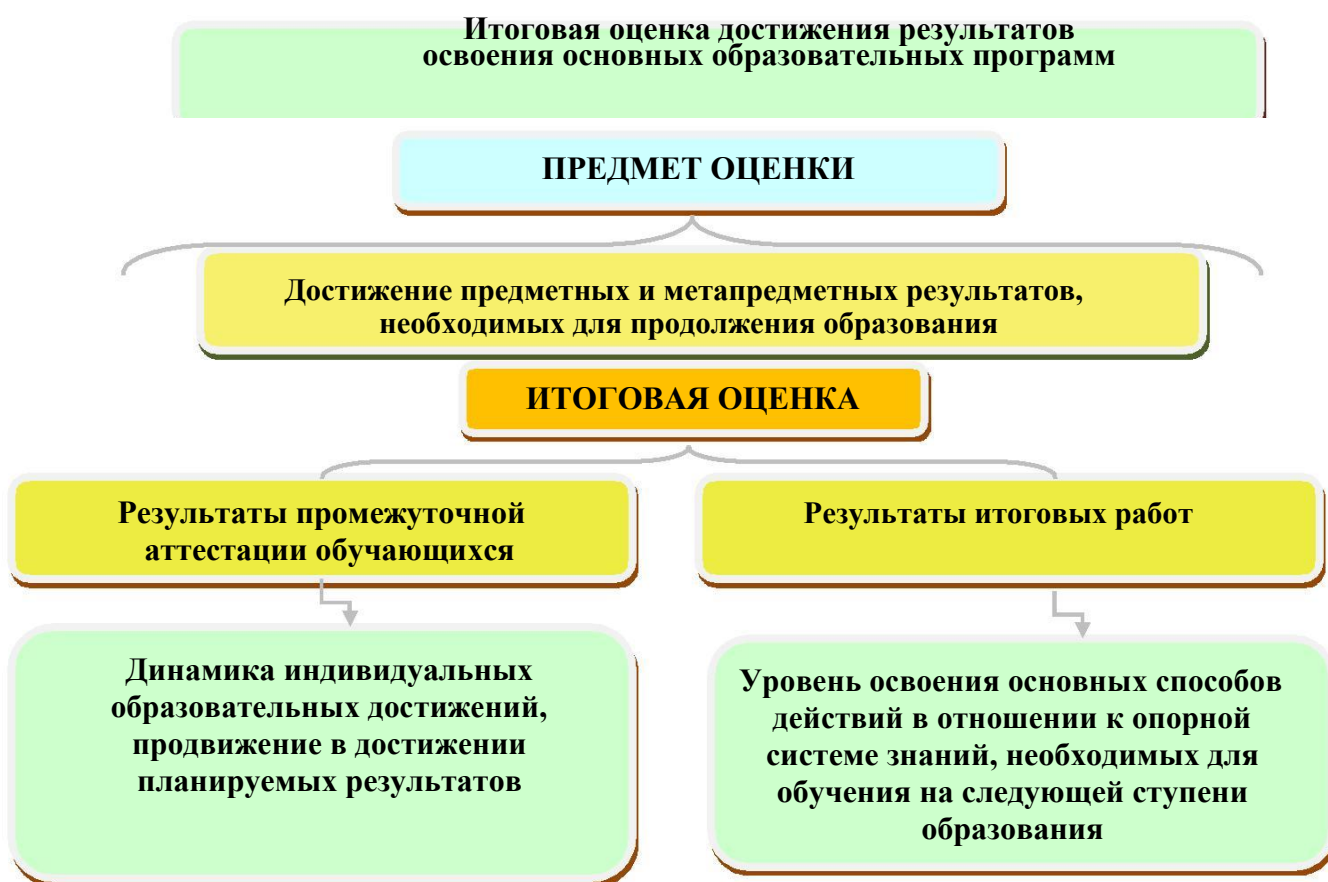 Итоговая оценка достижения результатов
освоения основных образовательных программ
ПРЕДМЕТ ОЦЕНКИ
Достижение предметных и метапредметных результатов,
необходимых для продолжения образования
ИТОГОВАЯ ОЦЕНКА
Результаты промежуточной
аттестации обучающихся
Результаты итоговых работ
Динамика индивидуальных
образовательных достижений,
продвижение в достижении
планируемых результатов
Уровень освоения основных способов
действий в отношении к опорной
системе знаний, необходимых для
обучения на следующей ступени
образования